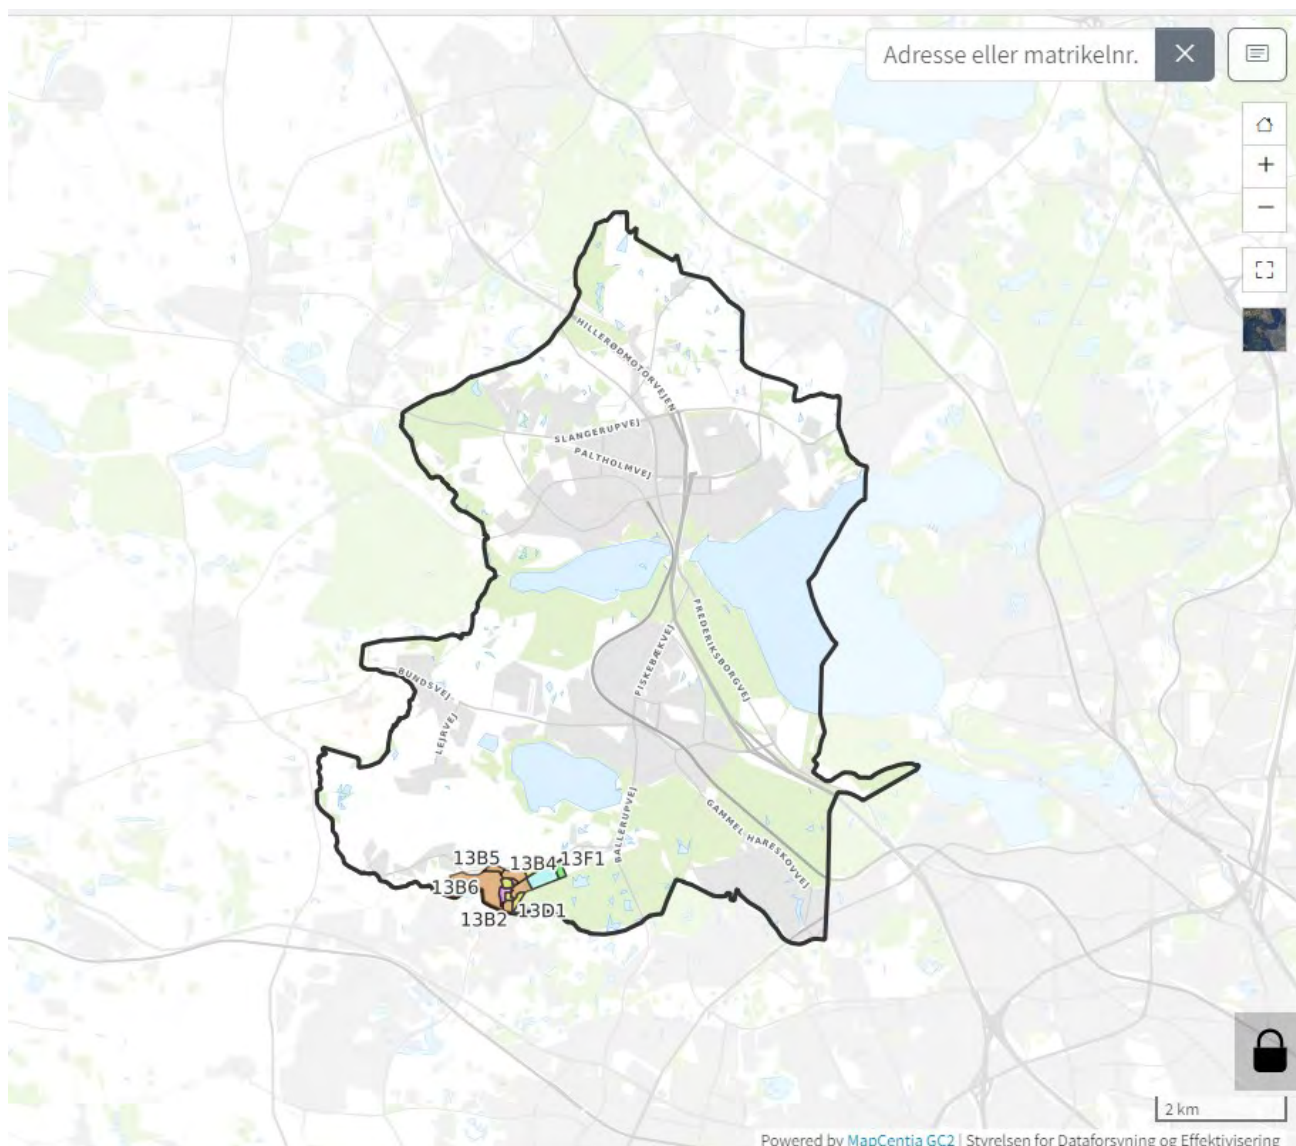 Adresse eller matrikelnr.
HILLERØDMOTORVEJEN
SLANGERUPVEJ
PALTHOLMVEJ
FREDERIKSBORGVEJ
FISKEBÆKVEJ
BUNDSVEJ
LEJRVEJ
BALLERUPVEJ
GAMMEL HARESKOVVEJ
13B5
13B4
13F1
13B6
13B2
13D1
2 km
Powered by MapCentia GC2 | Styrelsen for Dataforsyning og Effektivisering